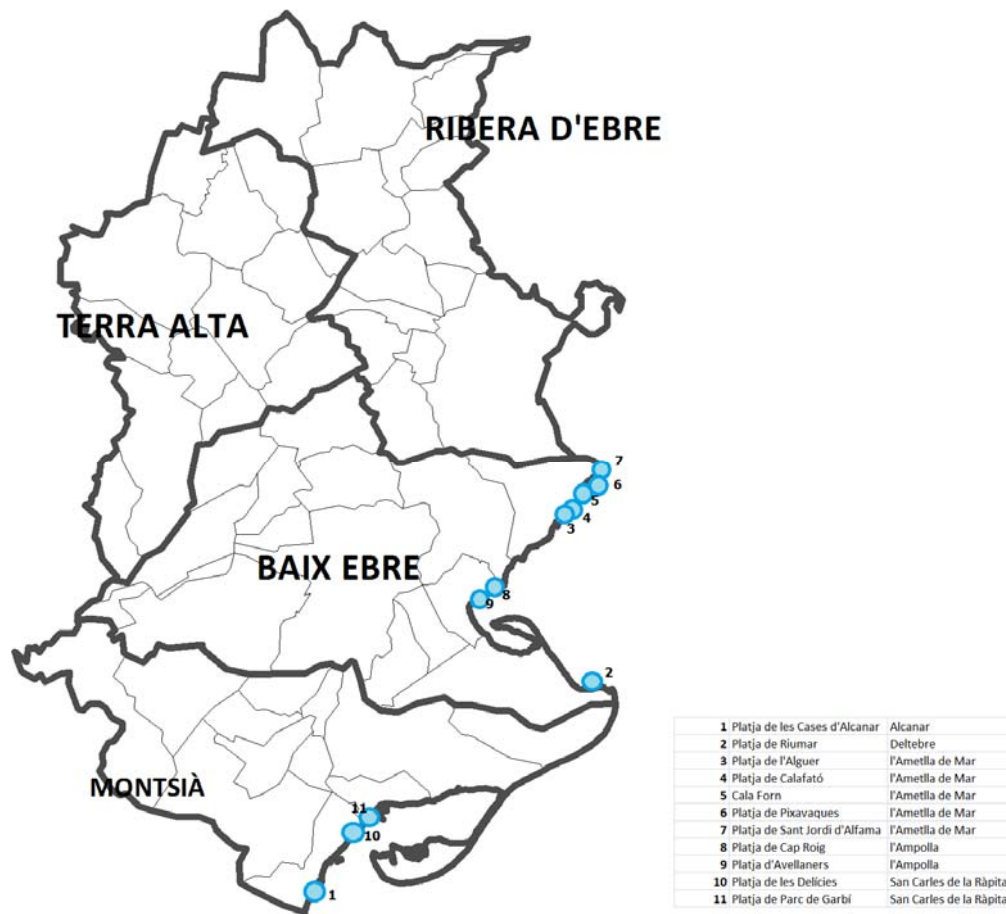 RIBERA D'EBRE
TERRA ALTA
7
6
5
4
3
BAIX EBRE
8
9
2
MONTSIÀ
11
10
1
1 Platja de les Cases d'Alcanar Alcanar
2 Platja de Riumar Deltebre
3 Platja de l'Alguer l'Ametlla de Mar
4 Platja de Calafató l'Ametlla de Mar
5 Cala Forn l'Ametlla de Mar
6 Platja de Pixavaques l'Ametlla de Mar
7 Platja de Sant Jordi d'Alfama l'Ametlla de Mar
8 Platja de Cap Roig l'Ampolla
9 Platja d'Avellaners l'Ampolla
10 Platja de les Delícies San Carles de la Ràpita
11 Platja de Parc de Garbí San Carles de la Ràpita